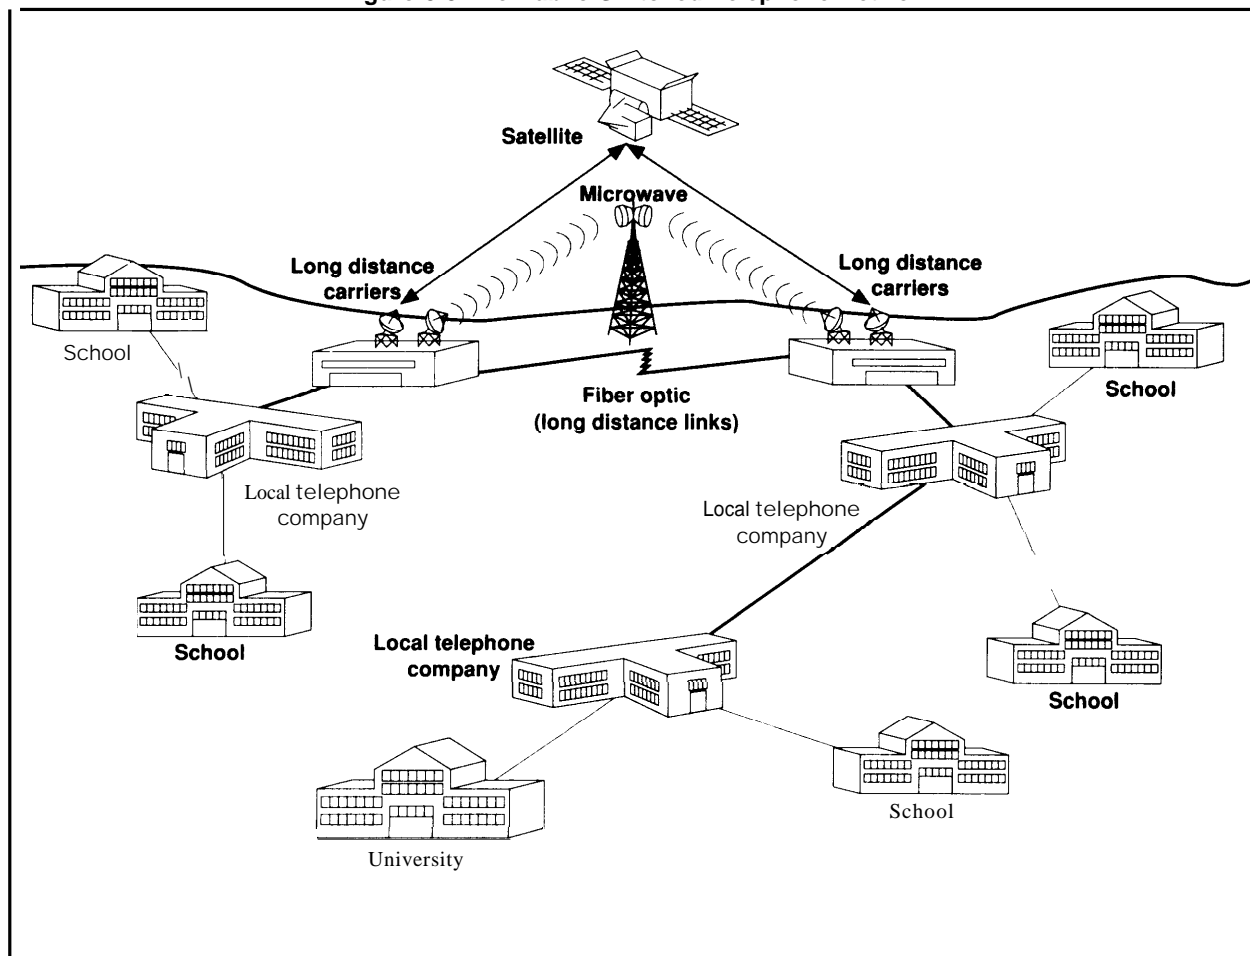 Satellite
Microwave
Long distance
carriers
Long distance
carriers
School
School
Fiber optic
(long distance links)
Local telephone
company
Local telephone
company
School
Local telephone
company
School
School
University